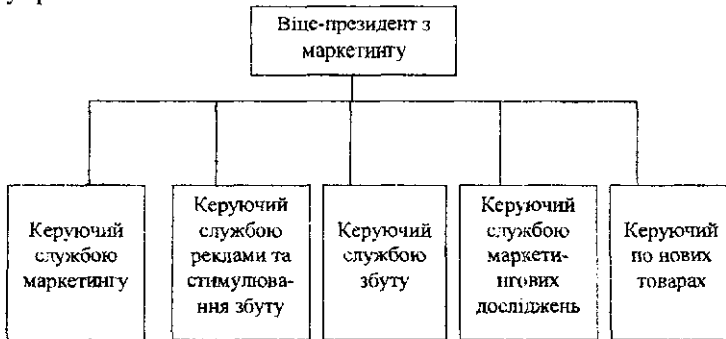 Віце-президент з
маркетингу
Керуючий
службою
маркетингу
Керуючий
службою
реклами та
стимулюва-
ння збуту
Керуючий
службою
збуту
Керуючий
службою
маркети-
нгових
досліджень
Керуючий
по нових
товарах